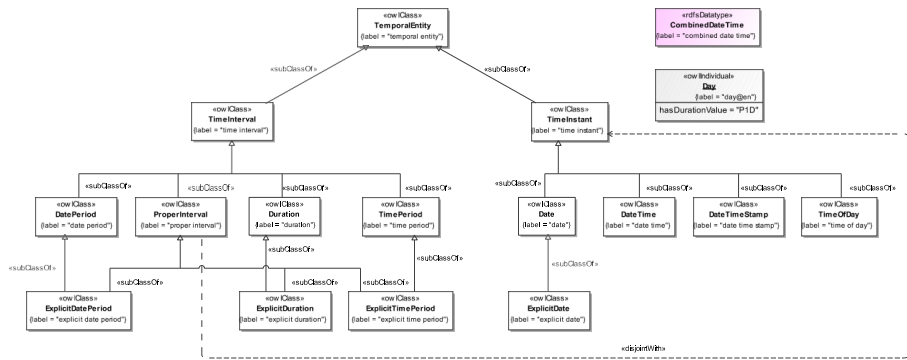 «owlClass»
TemporalEntity
{label = "temporal entity"}
«rdfsDatatype»
CombinedDateTime
{label = "combined date time"}
«subClassOf»
«subClassOf»
«owlIndividual»
Day
{label = "day@en"}
hasDurationValue = "P1D"
«owlClass»
TimeInterval
{label = "time interval"}
«owlClass»
TimeInstant
{label = "time instant"}
«subClassOf»
«subClassOf»
«subClassOf»
«subClassOf»
«subClassOf»
«subClassOf»
«subClassOf»
«subClassOf»
«owlClass»
DatePeriod
{label = "date period"}
«owlClass»
ProperInterval
{label = "proper interval"}
«owlClass»
Duration
{label = "duration"}
«owlClass»
TimePeriod
{label = "time period"}
«owlClass»
Date
{label = "date"}
«owlClass»
DateTime
{label = "date time"}
«owlClass»
DateTimeStamp
{label = "date time stamp"}
«owlClass»
TimeOfDay
{label = "time of day"}
«subClassOf»
«subClassOf»
«subClassOf»
«subClassOf»
«subClassOf»
«subClassOf»
«subClassOf»
«owlClass»
ExplicitDatePeriod
{label = "explicit date period"}
«owlClass»
ExplicitDuration
{label = "explicit duration"}
«owlClass»
ExplicitTimePeriod
{label = "explicit time period"}
«owlClass»
ExplicitDate
{label = "explicit date"}
«disjointWith»